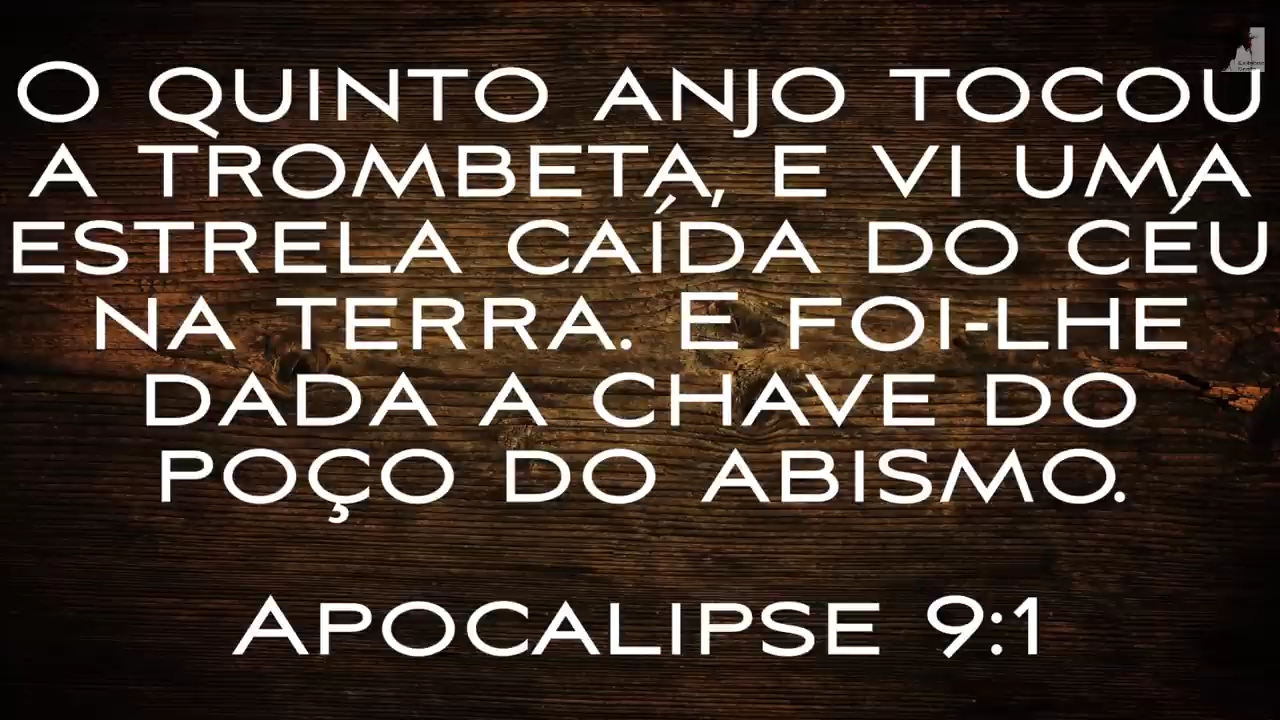 O QUINTO ANJO TOCOU
A TROMBETA, E VI UMA
ESTRELA CAÍDA DO CÉU
NA TERRA. E FOI-LHE
DADA A CHAVE DO
POÇO DO ABISMO.
APOCALIPSE 9:1